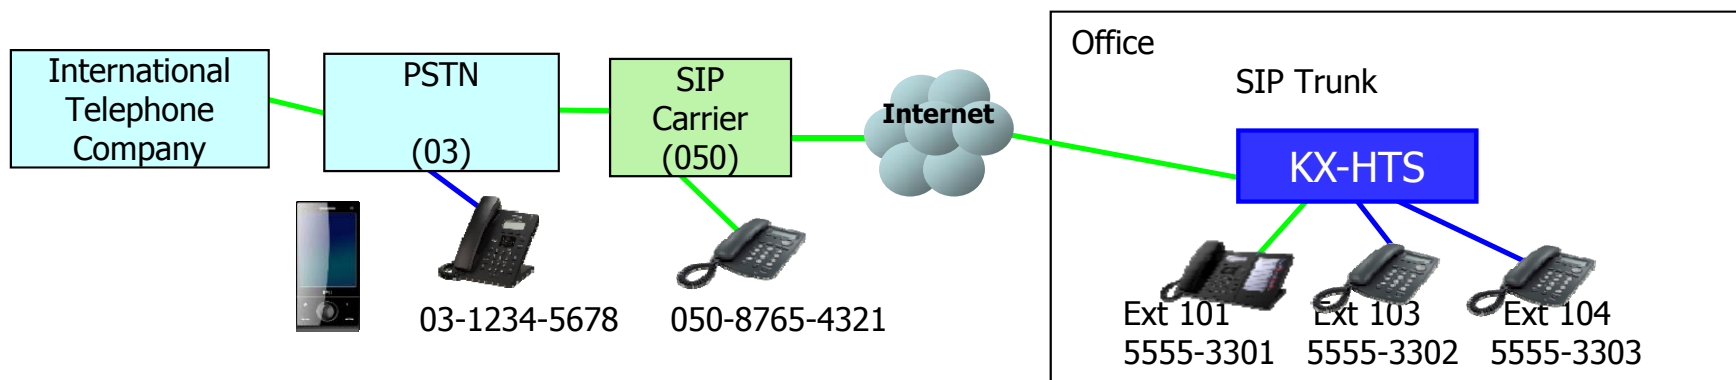 International
Telephone
Company
PSTN
(03)
SIP
Carrier
(050)
Internet
Office
SIP Trunk
KX-HTS
03-1234-5678
050-8765-4321
Ext 101
5555-3301
Ext 103
5555-3302
Ext 104
5555-3303